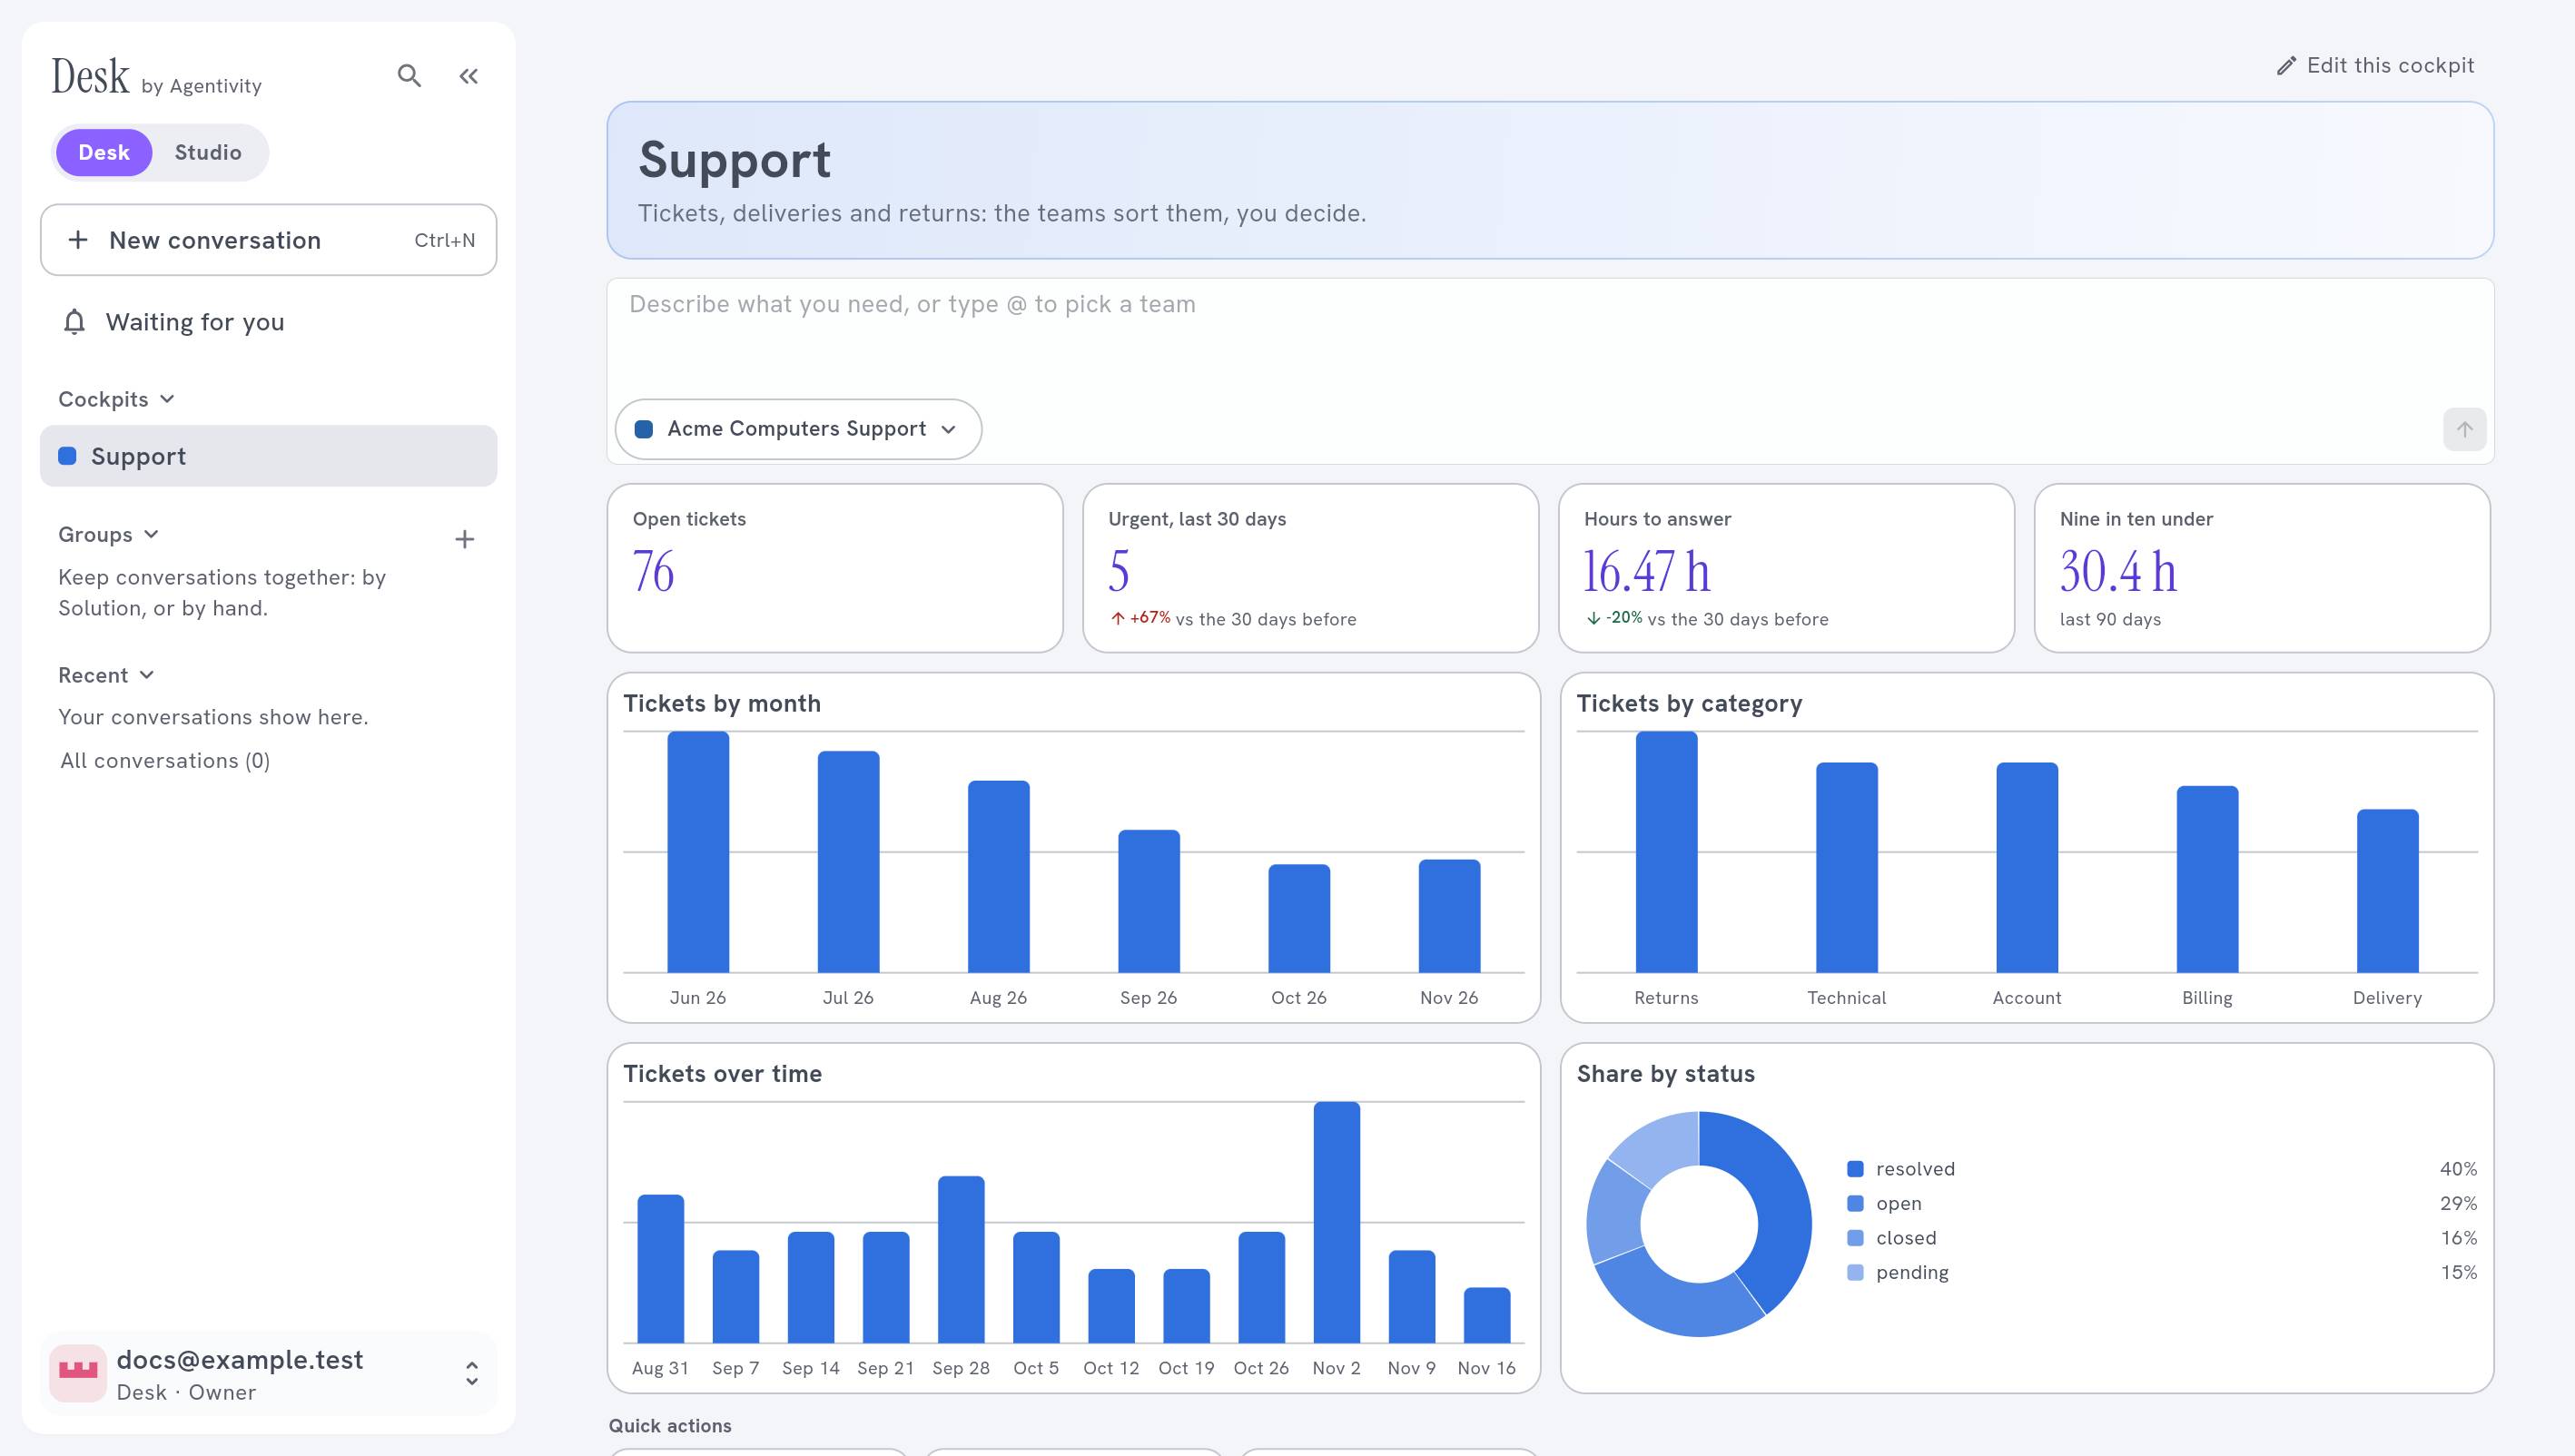 Desk by Agentivity
Desk
Studio
New conversation
Ctrl+N
Waiting for you
Cockpits
Support
Groups
Keep conversations together: by
Solution, or by hand.
Recent
Your conversations show here.
All conversations (0)
docs@example.test
Desk · Owner
Edit this cockpit
Support
Tickets, deliveries and returns: the teams sort them, you decide.
Describe what you need, or type @ to pick a team
Acme Computers Support
Open tickets
76
Urgent, last 30 days
5
+67% vs the 30 days before
Hours to answer
16.47 h
-20% vs the 30 days before
Nine in ten under
30.4 h
last 90 days
Tickets by month
Jun 26
Jul 26
Aug 26
Sep 26
Oct 26
Nov 26
Tickets by category
Returns
Technical
Account
Billing
Delivery
Tickets over time
Aug 31
Sep 7
Sep 14
Sep 21
Sep 28
Oct 5
Oct 12
Oct 19
Oct 26
Nov 2
Nov 9
Nov 16
Share by status
resolved 40%
open 29%
closed 16%
pending 15%
Quick actions